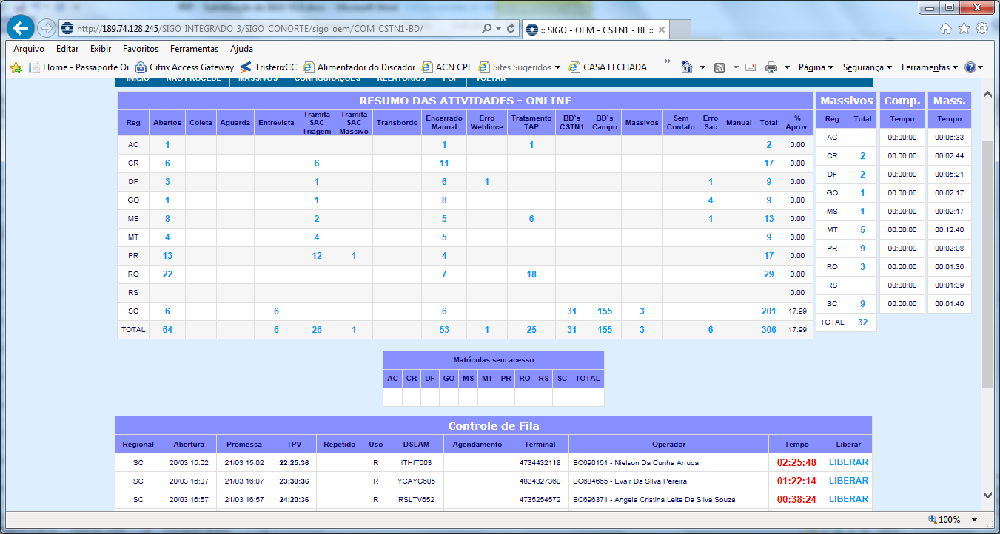 http://189.74.128.245/SIGO_INTEGRADO_3/SIGO_CONORTE/sigo_oem/COM_CSTN1-BD/
:: SIGO - OEM - CSTN1 - BL ::
Arquivo Editar Exibir Favoritos Ferramentas Ajuda
Home - Passaporte Oi Citrix Access Gateway TristerixCC Alimentador do Discador ACN CPE Sites Sugeridos CASA FECHADA » Página Segurança Ferramentas
INICIO NÃO PROCEDE MASSIVOS CONFIGURAÇÕES RELATÓRIOS POP VOLTAR
RESUMO DAS ATIVIDADES - ONLINE Massivos Comp. Mass.
Reg Abertos Coleta Aguarda Entrevista Tramita SAC Triagem Tramita SAC Massivo Transbordo Encerrado Manual Erro Weblince Tratamento TAP BD`s CSTN1 BD`s Campo Massivos Sem Contato Erro Sac Manual Total % Aprov. Reg Total Tempo Tempo
AC 1 1 1 2 0.00 AC 00:00:00 00:06:33
CR 6 6 11 17 0.00 CR 2 00:00:00 00:02:44
DF 3 1 6 1 1 9 0.00 DF 2 00:00:00 00:05:21
GO 1 1 8 4 9 0.00 GO 1 00:00:00 00:02:17
MS 8 2 5 6 1 13 0.00 MS 1 00:00:00 00:02:17
MT 4 4 5 9 0.00 MT 5 00:00:00 00:12:40
PR 13 12 1 4 17 0.00 PR 9 00:00:00 00:02:08
RO 22 7 18 29 0.00 RO 3 00:00:00 00:01:36
RS 0.00 RS 00:00:00 00:01:39
SC 6 6 6 31 155 3 201 17.99 SC 9 00:00:00 00:01:40
TOTAL 64 6 26 1 53 1 25 31 155 3 6 306 17.99 TOTAL 32
Matrículas sem acesso
AC CR DF GO MS MT PR RO RS SC TOTAL
Controle de Fila
Regional Abertura Promessa TPV Repetido Uso DSLAM Agendamento Terminal Operador Tempo Liberar
SC 20/03 15:02 21/03 15:02 22:25:36 R ITHIT603 4734432118 BC690151 - Nielson Da Cunha Arruda 02:25:48 LIBERAR
SC 20/03 16:07 21/03 16:07 23:30:36 R YCAYC605 4834327360 BC684665 - Evair Da Silva Pereira 01:22:14 LIBERAR
SC 20/03 16:57 21/03 16:57 24:20:36 R RSLTV652 4735254572 BC696371 - Angela Cristina Leite Da Silva Souza 00:38:24 LIBERAR
100%